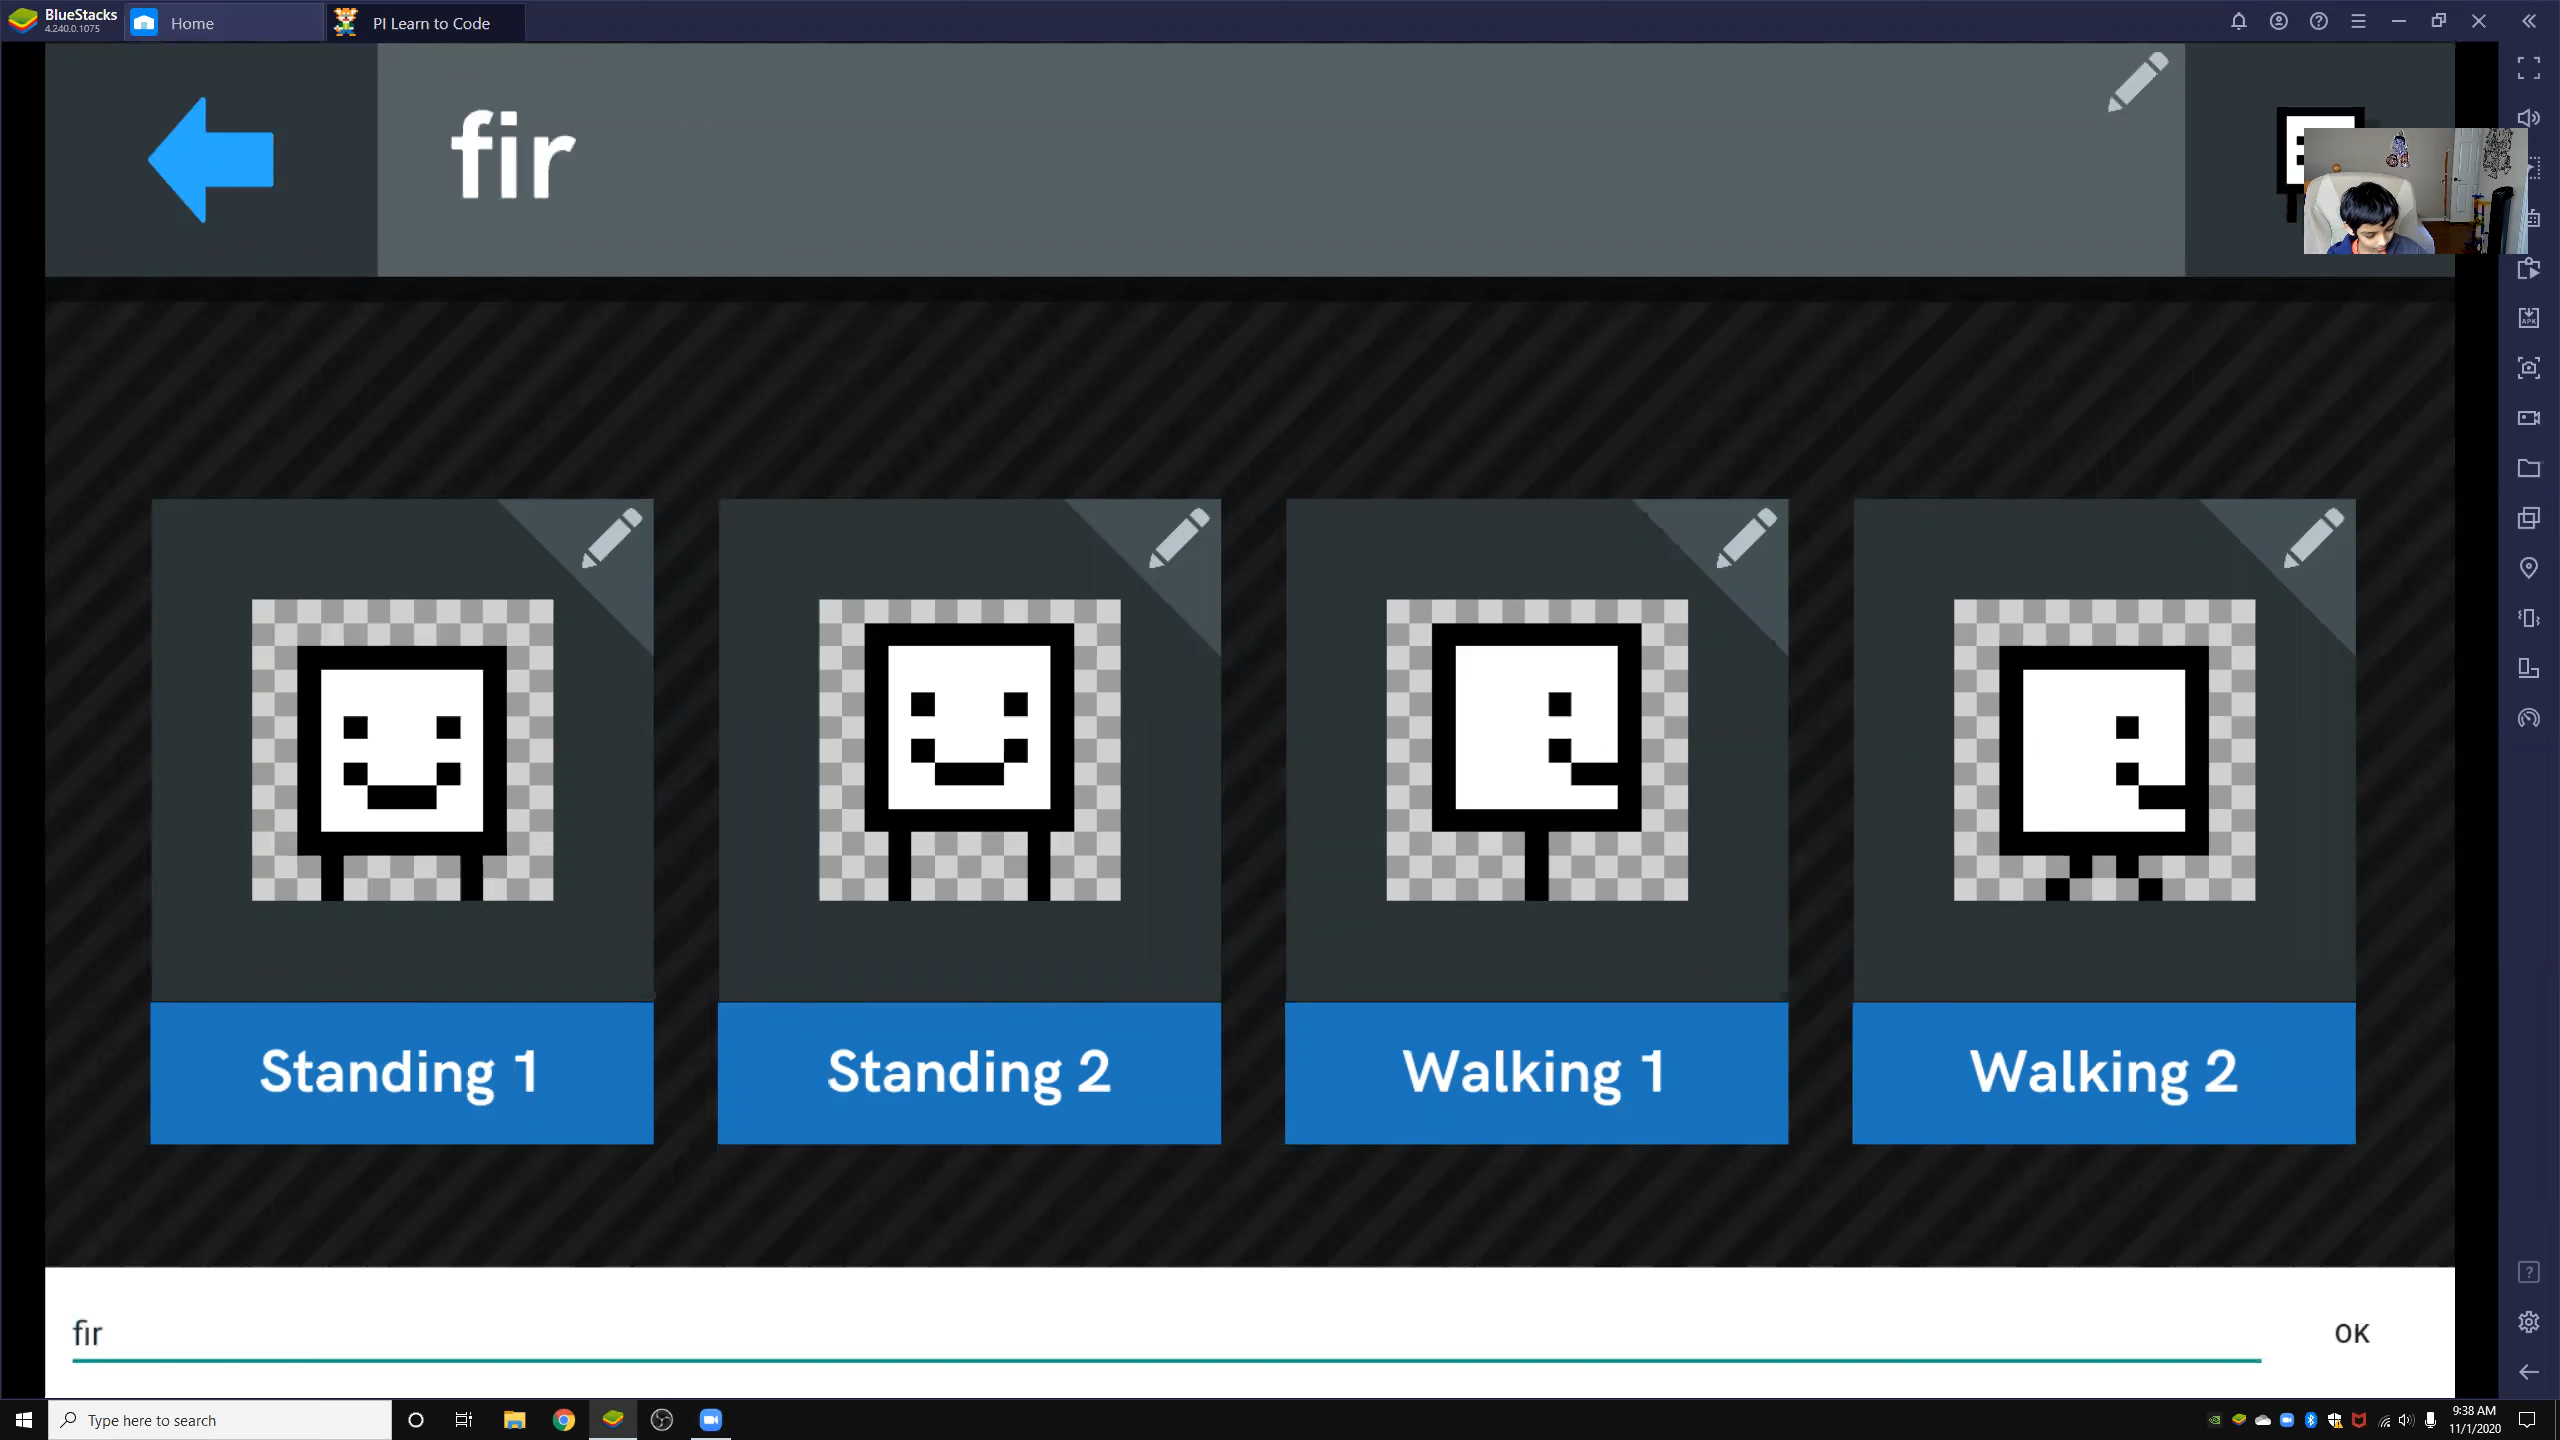 BlueStacks
4.240.0.1075
Home
PI Learn to Code
fir
Standing 1
Standing 2
Walking 1
Walking 2
fir
OK
Type here to search
9:38 AM
11/1/2020